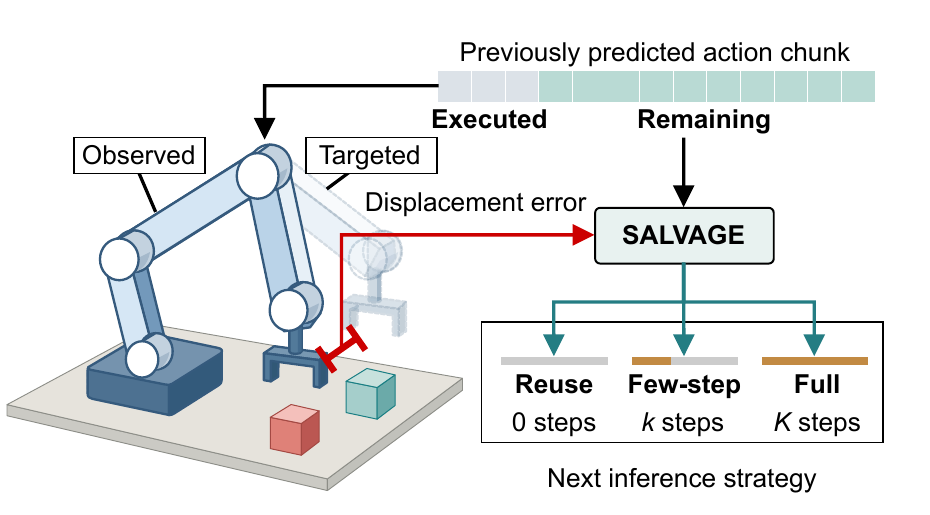 Previously predicted action chunk
Executed
Remaining
Observed
Targeted
Displacement error
SALVAGE
Reuse
Few-step
Full
0 steps
k steps
K steps
Next inference strategy